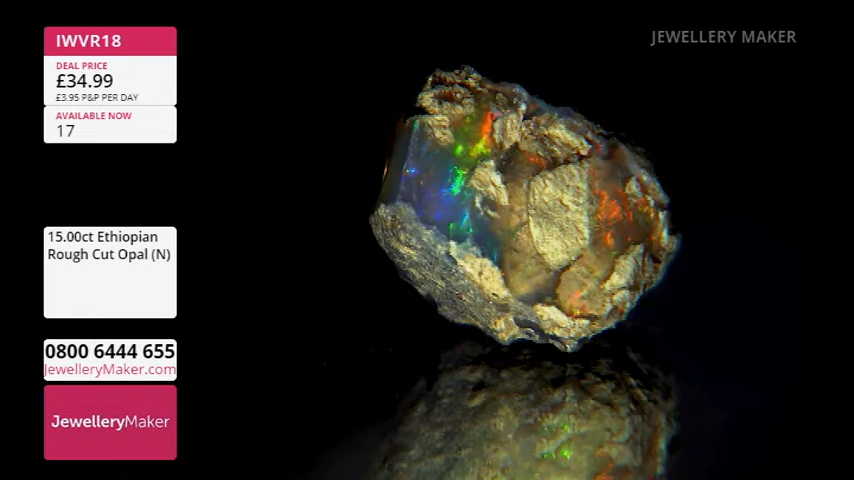 IWVR18
DEAL PRICE
£34.99
£3.95 P&P PER DAY
AVAILABLE NOW
17
15.00ct Ethiopian
Rough Cut Opal (N)
0800 6444 655
JewelleryMaker.com
JewelleryMaker
JEWELLERY MAKER